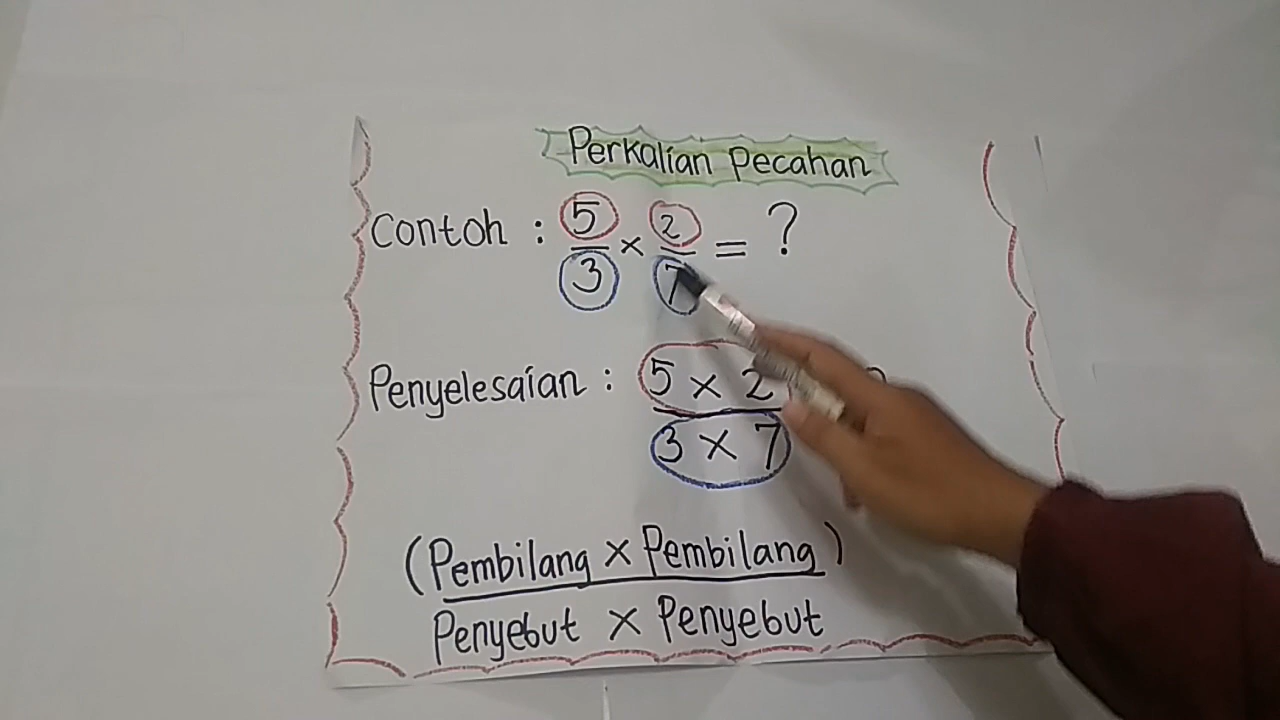 Perkalian Pecahan
Contoh : 5/3 × 2/7 = ?
Penyelesaian : 5 × 2 / 3 × 7
(Pembilang × Pembilang)
Penyebut × Penyebut